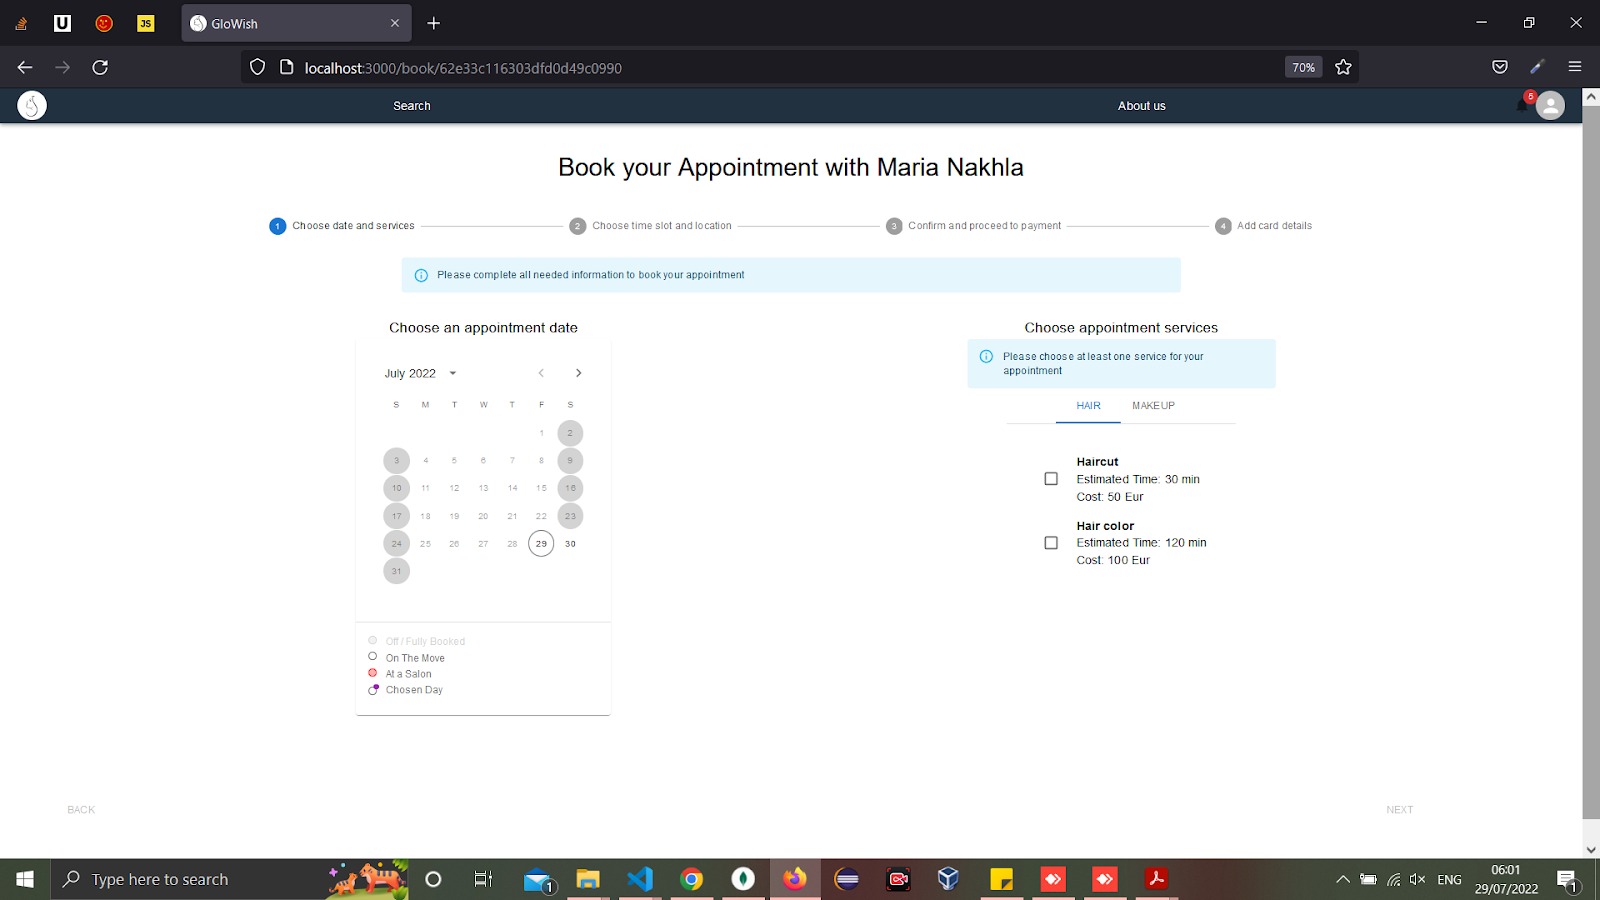 U
JS
GloWish
localhost:3000/book/62e33c116303dfd0d49c0990
70%
Search
About us
Book your Appointment with Maria Nakhla
1 Choose date and services
2 Choose time slot and location
3 Confirm and proceed to payment
4 Add card details
Please complete all needed information to book your appointment
Choose an appointment date
July 2022
S M T W T F S
1 2
3 4 5 6 7 8 9
10 11 12 13 14 15 16
17 18 19 20 21 22 23
24 25 26 27 28 29 30
31
Off / Fully Booked
On The Move
At a Salon
Chosen Day
Choose appointment services
Please choose at least one service for your
appointment
HAIR MAKEUP
Haircut
Estimated Time: 30 min
Cost: 50 Eur
Hair color
Estimated Time: 120 min
Cost: 100 Eur
BACK
NEXT
Type here to search
1
ENG
06:01
29/07/2022
1